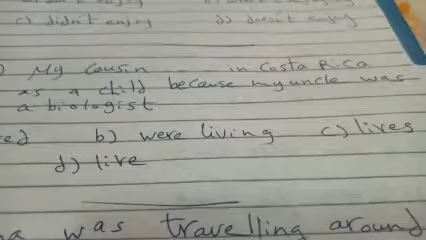 c) didn't enjoy d) doesn't enjoy
) My cousin in Costa Rica
as a child because my uncle was
a biologist
ed b) were living c) lives
d) live
was travelling around